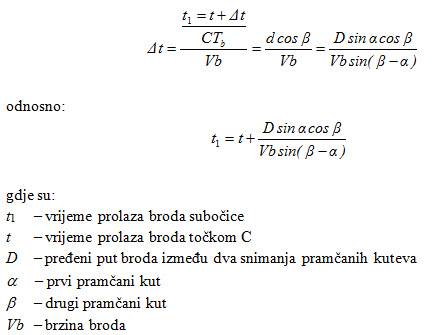 t₁ = t + Δt
Δt = CT_b / Vb = d cos β / Vb = D sin α cos β / Vb sin( β − α )
odnosno:
t₁ = t + D sin α cos β / Vb sin( β − α )
gdje su:
t1 – vrijeme prolaza broda subočice
t – vrijeme prolaza broda točkom C
D – pređeni put broda između dva snimanja pramčanih kuteva
α – prvi pramčani kut
β – drugi pramčani kut
Vb – brzina broda